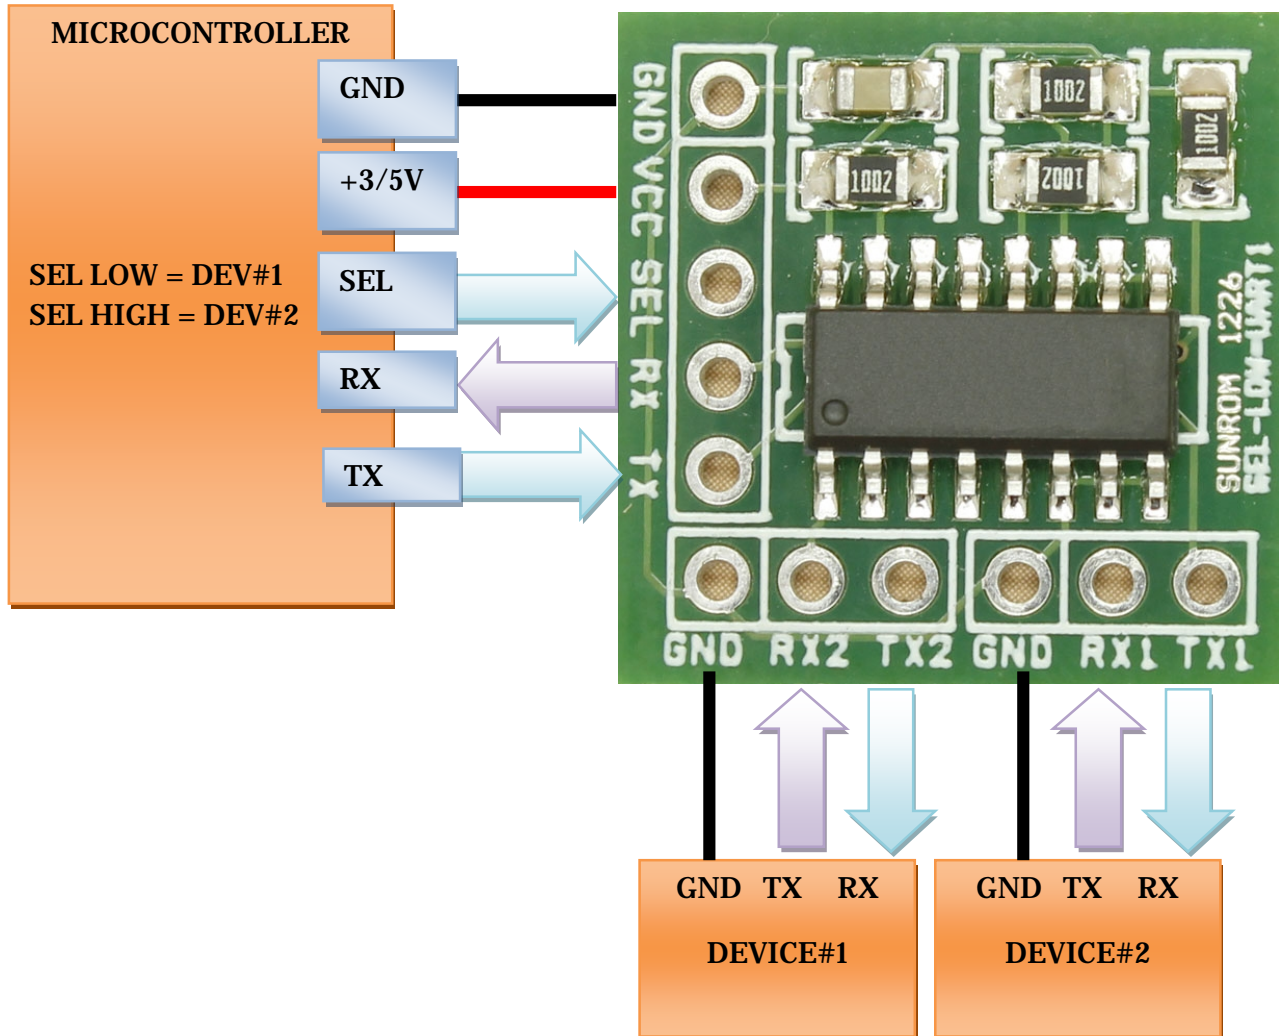 MICROCONTROLLER
GND
+3/5V
SEL LOW = DEV#1
SEL HIGH = DEV#2
SEL
RX
TX
GND VCC SEL RX TX
1002
1002
1002
1002
SUNROM 1226
SEL-LOW-UART1
GND RX2 TX2 GND RX1 TX1
GND TX RX
DEVICE#1
GND TX RX
DEVICE#2